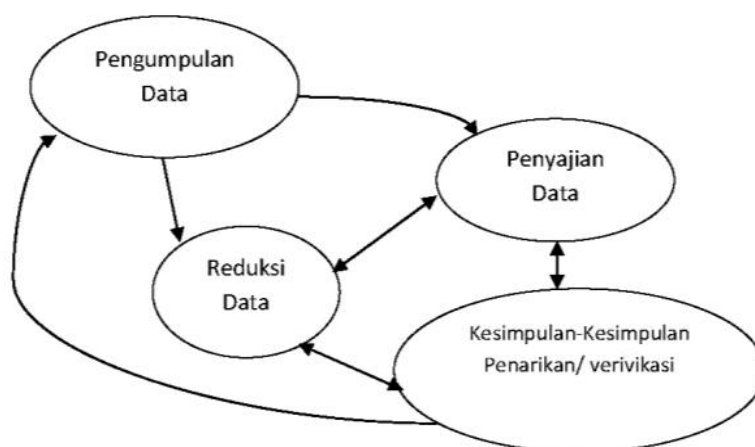 Pengumpulan
Data
Penyajian
Data
Reduksi
Data
Kesimpulan-Kesimpulan
Penarikan/ verivikasi